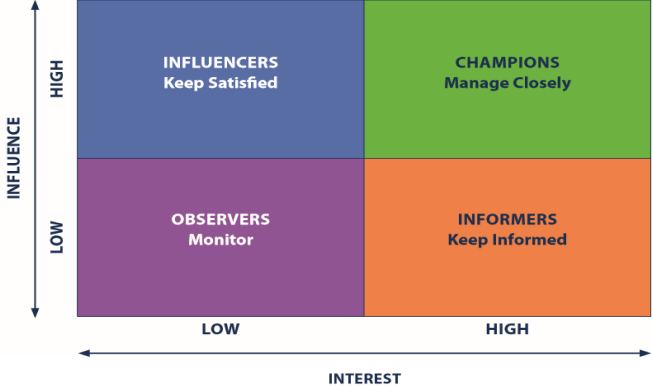 INFLUENCE
HIGH
LOW
INFLUENCERS
Keep Satisfied
CHAMPIONS
Manage Closely
OBSERVERS
Monitor
INFORMERS
Keep Informed
LOW
HIGH
INTEREST